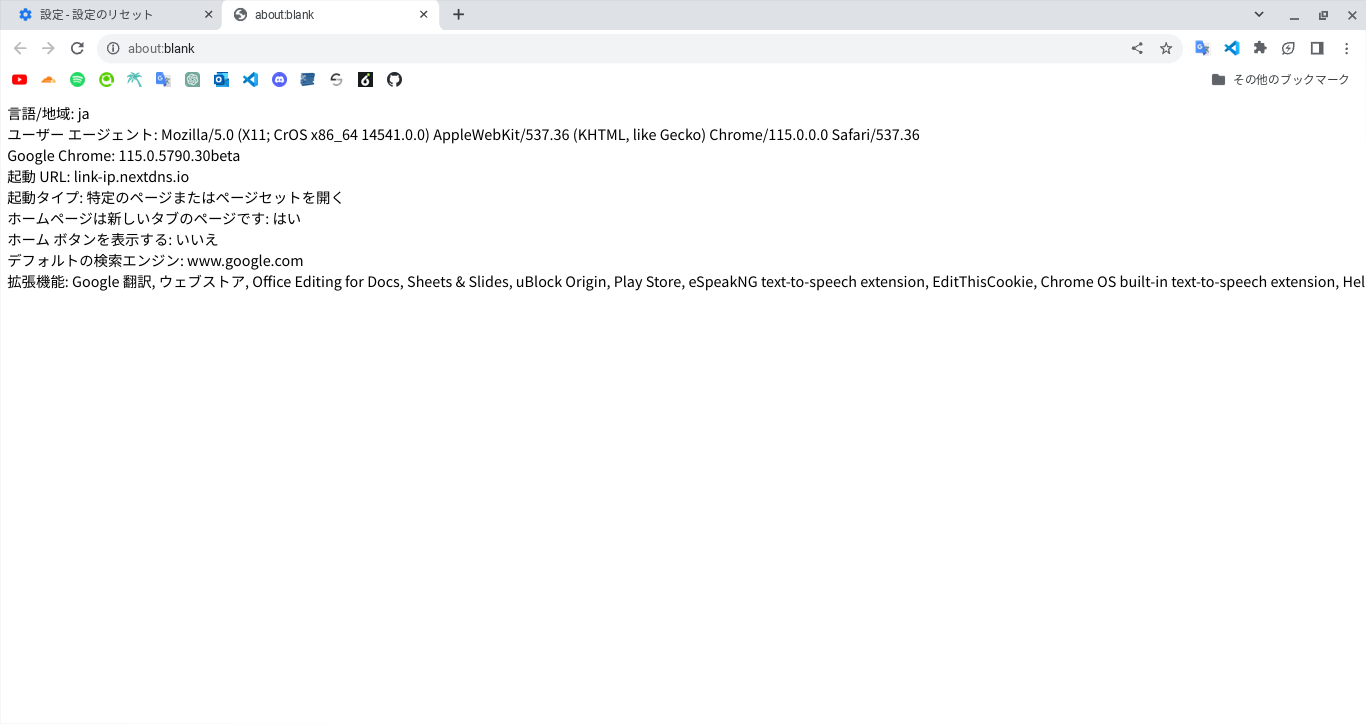 設定 - 設定のリセット
about:blank
about:blank
その他のブックマーク
言語/地域: ja
ユーザー エージェント: Mozilla/5.0 (X11; CrOS x86_64 14541.0.0) AppleWebKit/537.36 (KHTML, like Gecko) Chrome/115.0.0.0 Safari/537.36
Google Chrome: 115.0.5790.30beta
起動 URL: link-ip.nextdns.io
起動タイプ: 特定のページまたはページセットを開く
ホームページは新しいタブのページです: はい
ホーム ボタンを表示する: いいえ
デフォルトの検索エンジン: www.google.com
拡張機能: Google 翻訳, ウェブストア, Office Editing for Docs, Sheets & Slides, uBlock Origin, Play Store, eSpeakNG text-to-speech extension, EditThisCookie, Chrome OS built-in text-to-speech extension, Hel